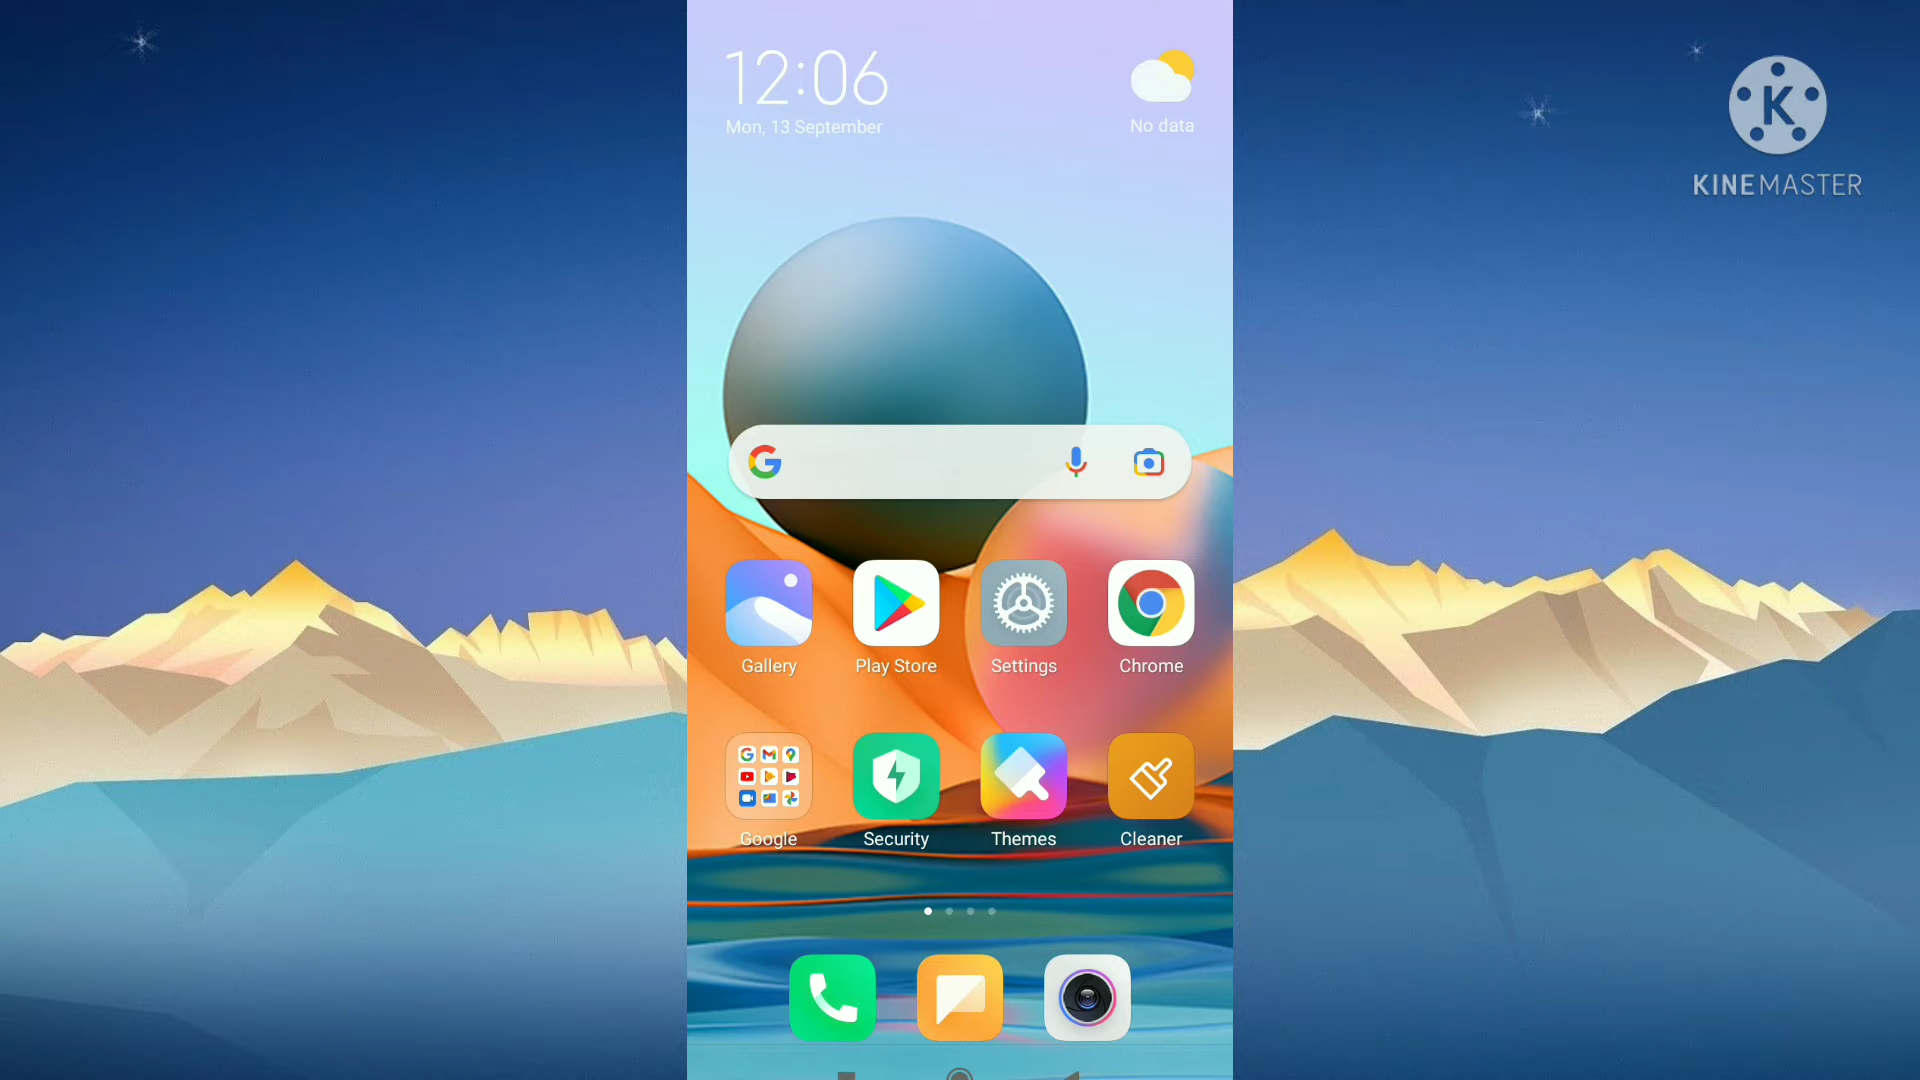 12:06
Mon, 13 September
No data
K
KINEMASTER
Gallery
Play Store
Settings
Chrome
Google
Security
Themes
Cleaner